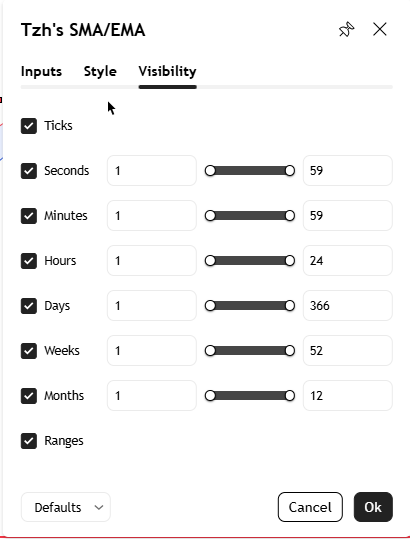 Tzh's SMA/EMA
Inputs Style Visibility
Ticks
Seconds 1 59
Minutes 1 59
Hours 1 24
Days 1 366
Weeks 1 52
Months 1 12
Ranges
Defaults Cancel Ok